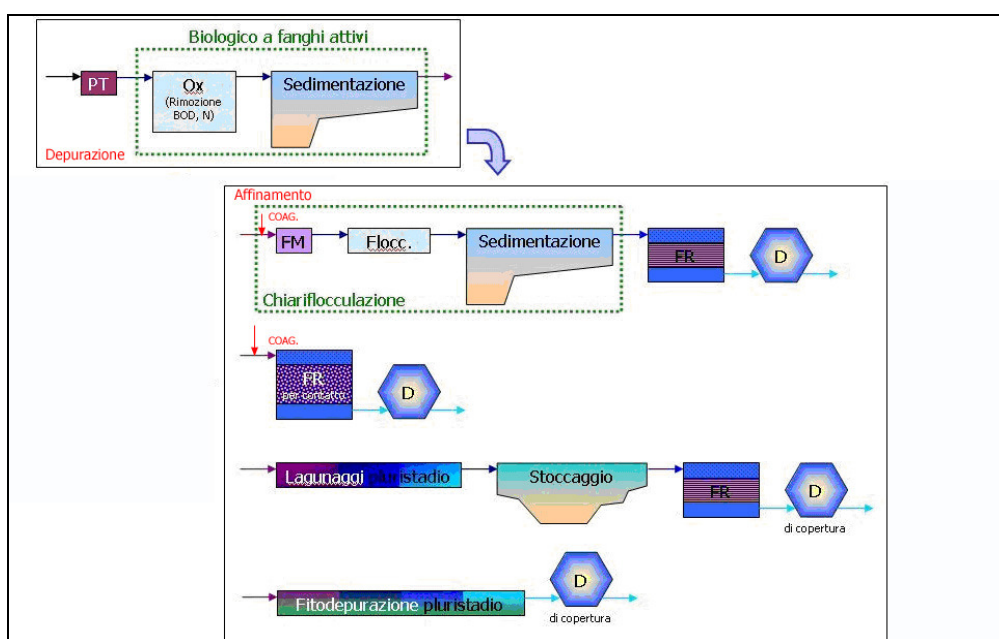 Biologico a fanghi attivi
PT
Ox
(Rimozione
BOD, N)
Sedimentazione
Depurazione
Affinamento
COAG.
FM
Flocc.
Sedimentazione
FR
D
Chiariflocculazione
COAG.
FR
per contatto
D
Lagunaggi pluristadio
Stoccaggio
FR
D
di copertura
Fitodepurazione pluristadio
D
di copertura